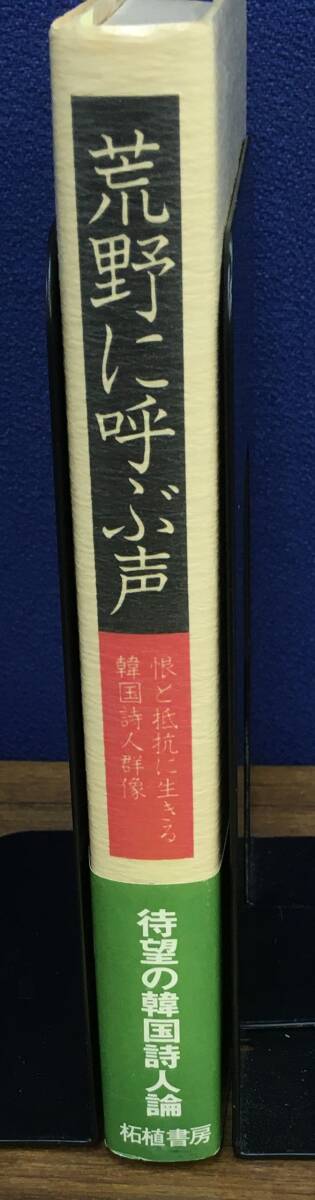 荒野に呼ぶ声
恨と抵抗に生きる
韓国詩人群像
待望の韓国詩人論
柘植書房